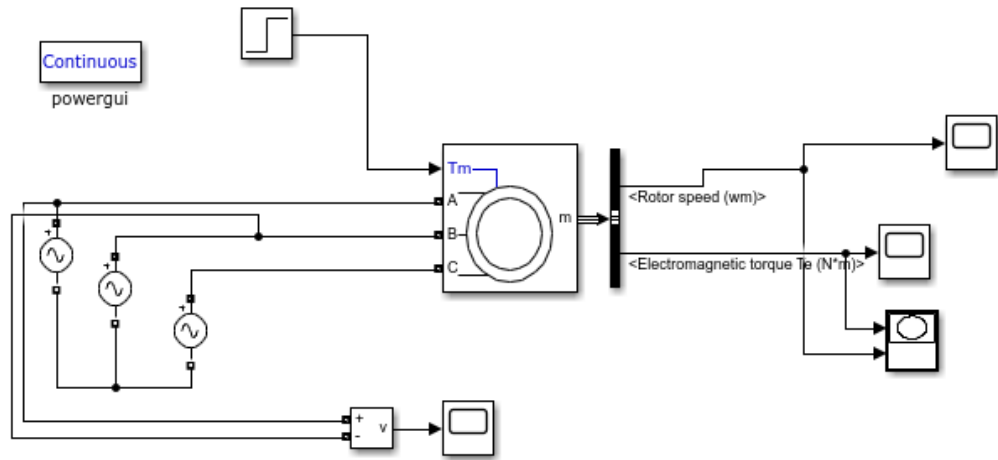 Continuous
powergui
Tm
A
B
C
m
<Rotor speed (wm)>
<Electromagnetic torque Te (N*m)>
+
+
+
+
-
v